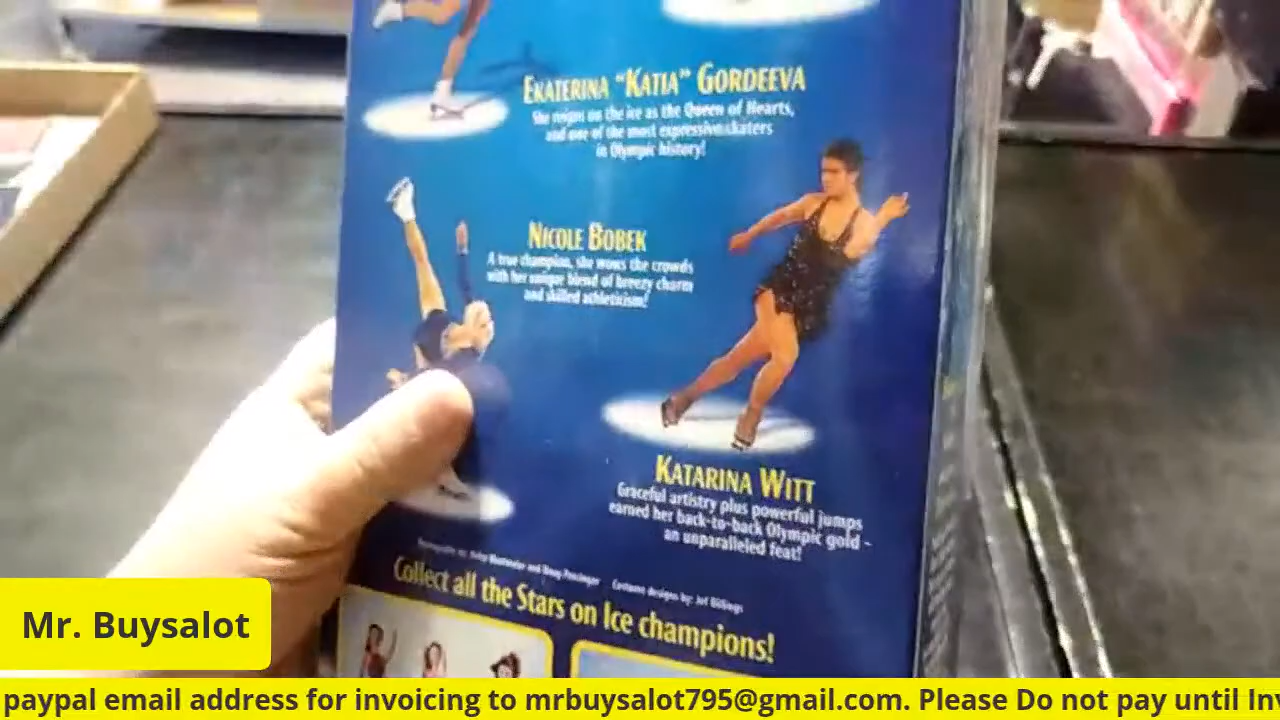 EKATERINA "KATIA" GORDEEVA
She reigns on the ice as the Queen of Hearts,
and one of the most expressive skaters
in Olympic history!
NICOLE BOBEK
A true champion, she wows the crowds
with her unique blend of breezy charm
and skilled athleticism!
KATARINA WITT
Graceful artistry plus powerful jumps
earned her back-to-back Olympic gold -
an unparalleled feat!
Costume designs by: Jef Billings
Collect all the Stars on Ice champions!
Mr. Buysalot
paypal email address for invoicing to mrbuysalot795@gmail.com. Please Do not pay until Inv